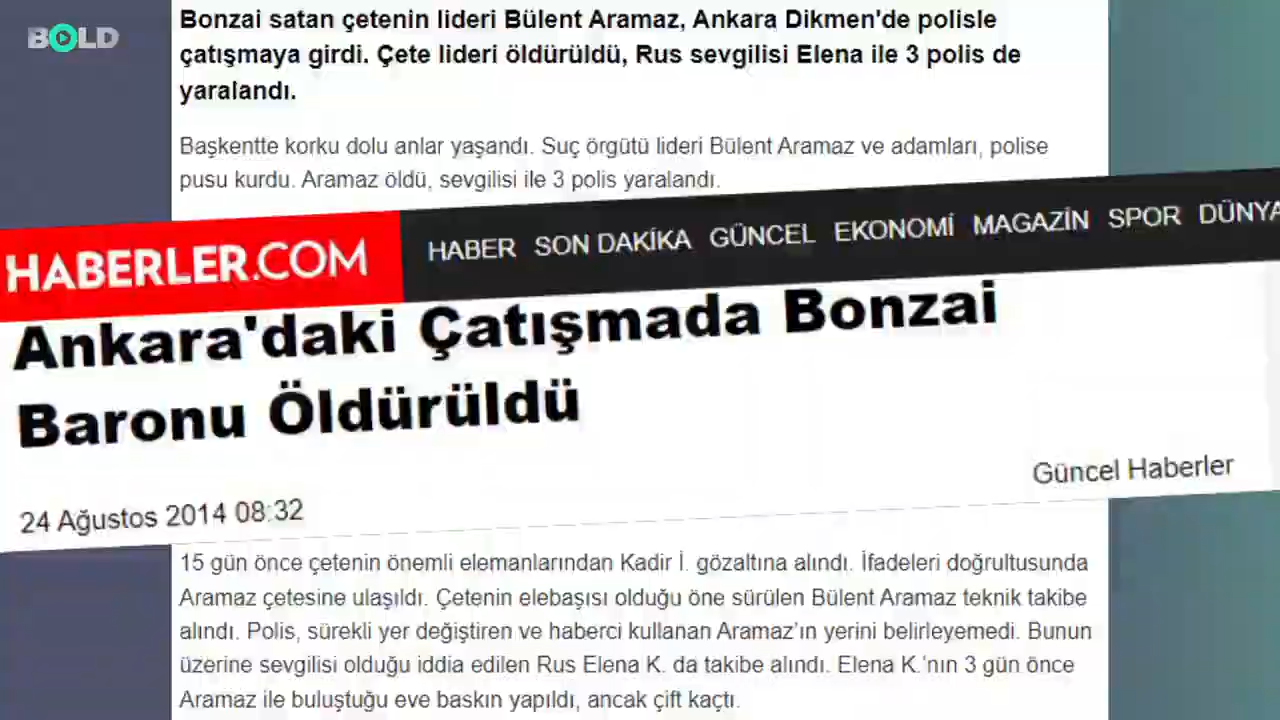 BOLD
Bonzai satan çetenin lideri Bülent Aramaz, Ankara Dikmen'de polisle
çatışmaya girdi. Çete lideri öldürüldü, Rus sevgilisi Elena ile 3 polis de
yaralandı.
Başkentte korku dolu anlar yaşandı. Suç örgütü lideri Bülent Aramaz ve adamları, polise
pusu kurdu. Aramaz öldü, sevgilisi ile 3 polis yaralandı.
HABERLER.COM HABER SON DAKİKA GÜNCEL EKONOMİ MAGAZİN SPOR DÜNYA
Ankara'daki Çatışmada Bonzai
Baronu Öldürüldü
Güncel Haberler
24 Ağustos 2014 08:32
15 gün önce çetenin önemli elemanlarından Kadir İ. gözaltına alındı. İfadeleri doğrultusunda
Aramaz çetesine ulaşıldı. Çetenin elebaşısı olduğu öne sürülen Bülent Aramaz teknik takibe
alındı. Polis, sürekli yer değiştiren ve haberci kullanan Aramaz’ın yerini belirleyemedi. Bunun
üzerine sevgilisi olduğu iddia edilen Rus Elena K. da takibe alındı. Elena K.’nın 3 gün önce
Aramaz ile buluştuğu eve baskın yapıldı, ancak çift kaçtı.